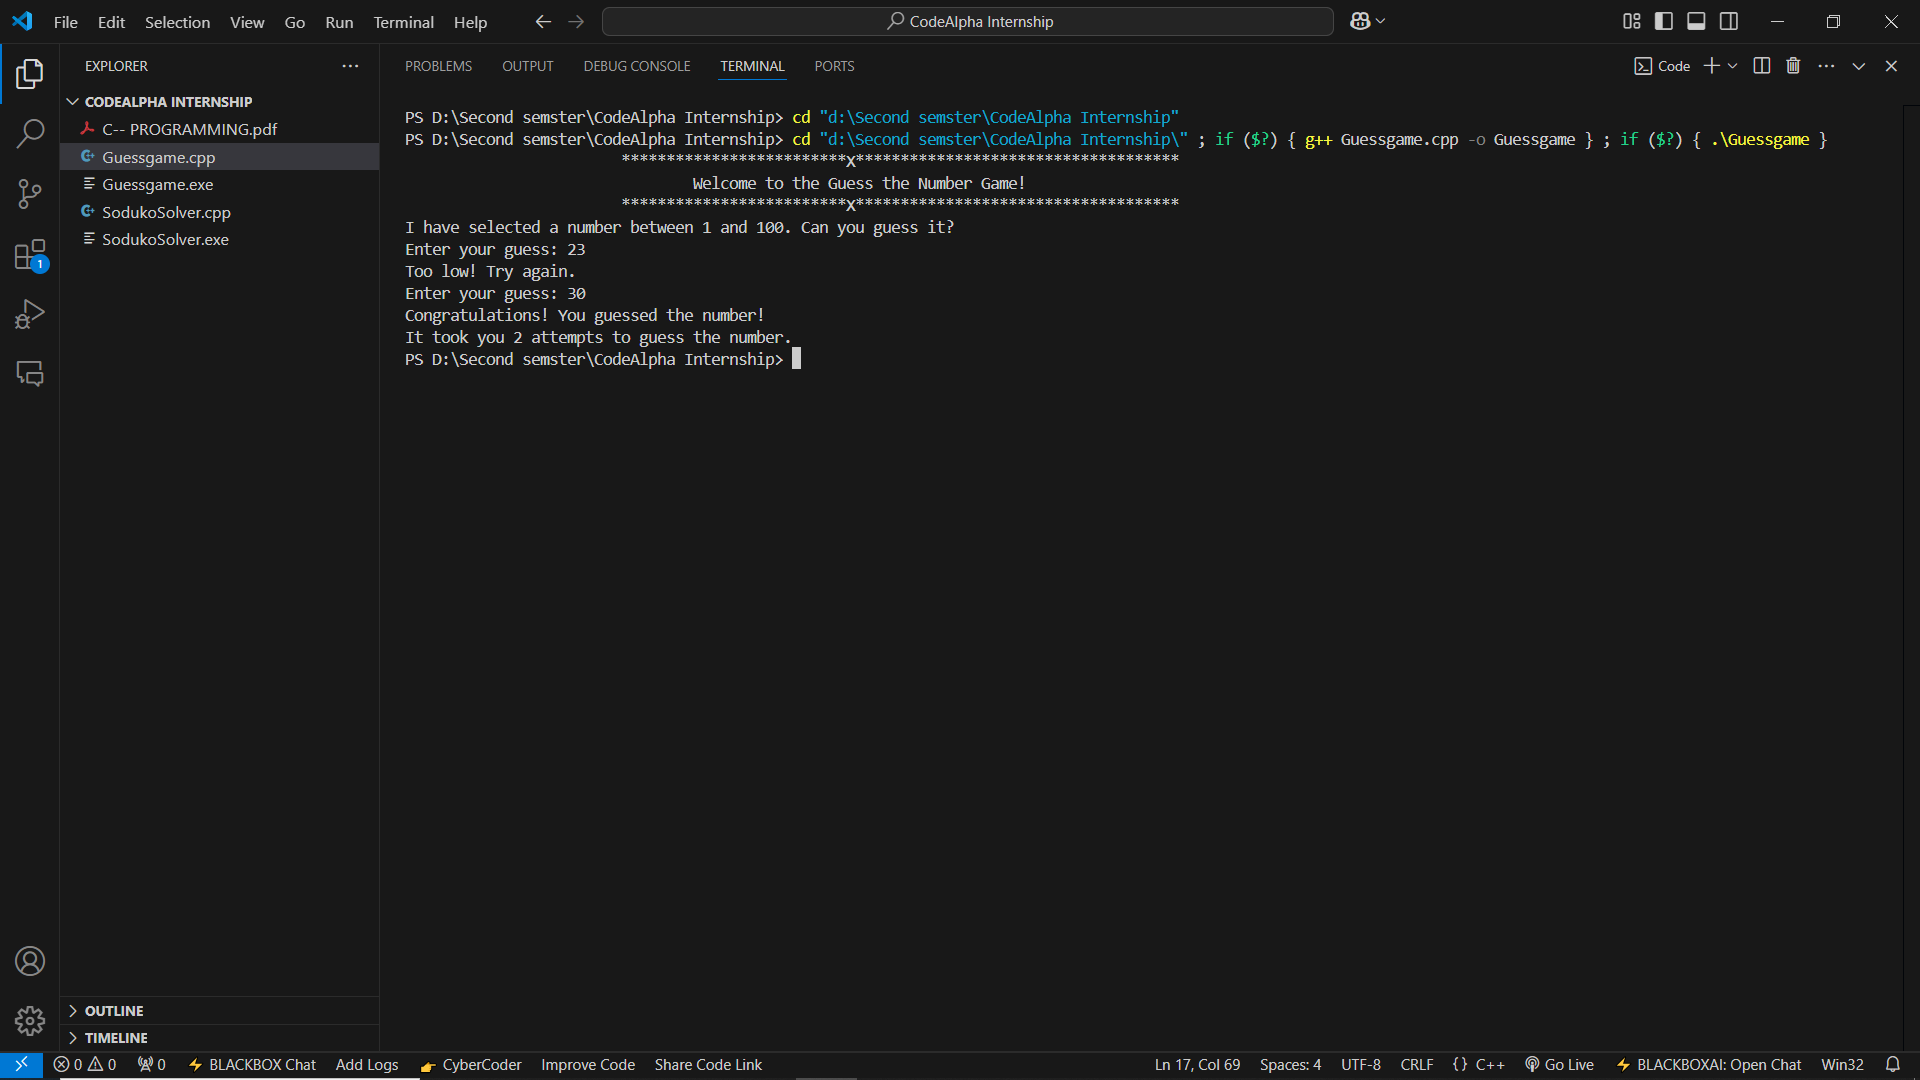 File Edit Selection View Go Run Terminal Help
CodeAlpha Internship
EXPLORER
CODEALPHA INTERNSHIP
C-- PROGRAMMING.pdf
Guessgame.cpp
Guessgame.exe
SodukoSolver.cpp
SodukoSolver.exe
1
OUTLINE
TIMELINE
PROBLEMS OUTPUT DEBUG CONSOLE TERMINAL PORTS
Code
PS D:\Second semster\CodeAlpha Internship> cd "d:\Second semster\CodeAlpha Internship"
PS D:\Second semster\CodeAlpha Internship> cd "d:\Second semster\CodeAlpha Internship\" ; if ($?) { g++ Guessgame.cpp -o Guessgame } ; if ($?) { .\Guessgame }
*************************x************************************
Welcome to the Guess the Number Game!
*************************x************************************
I have selected a number between 1 and 100. Can you guess it?
Enter your guess: 23
Too low! Try again.
Enter your guess: 30
Congratulations! You guessed the number!
It took you 2 attempts to guess the number.
PS D:\Second semster\CodeAlpha Internship>
0 0 0 BLACKBOX Chat Add Logs CyberCoder Improve Code Share Code Link Ln 17, Col 69 Spaces: 4 UTF-8 CRLF {} C++ Go Live BLACKBOXAI: Open Chat Win32